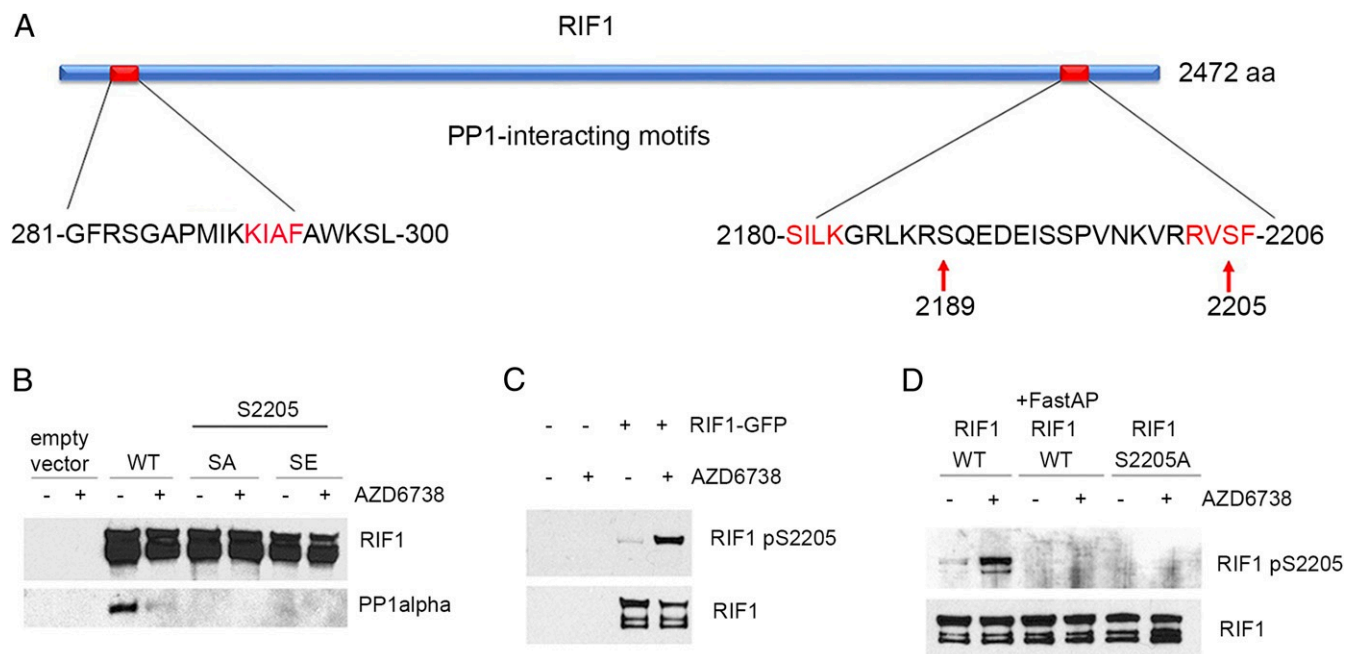 A
RIF1
2472 aa
PP1-interacting motifs
281-GFRSGAPMIKKIAFAWKSL-300
2180-SILKGRLKRSQEDEISSPVNKVRRVSF-2206
2189
2205
B
S2205
empty
vector
WT
SA
SE
- + - + - + - + AZD6738
RIF1
PP1alpha
C
- - + + RIF1-GFP
- + - + AZD6738
RIF1 pS2205
RIF1
D
+FastAP
RIF1 RIF1 RIF1
WT WT S2205A
- + - + - + AZD6738
RIF1 pS2205
RIF1